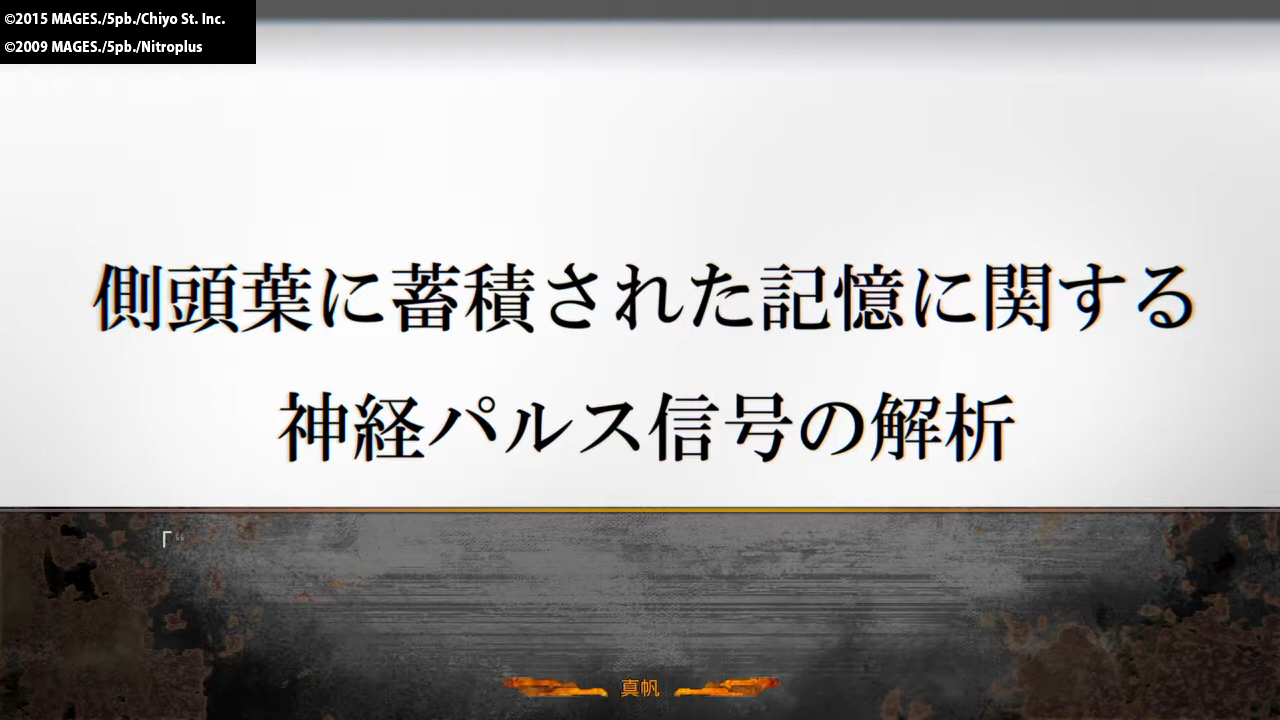 ©2015 MAGES./5pb./Chiyo St. Inc.
©2009 MAGES./5pb./Nitroplus
側頭葉に蓄積された記憶に関する
神経パルス信号の解析
「“
真帆